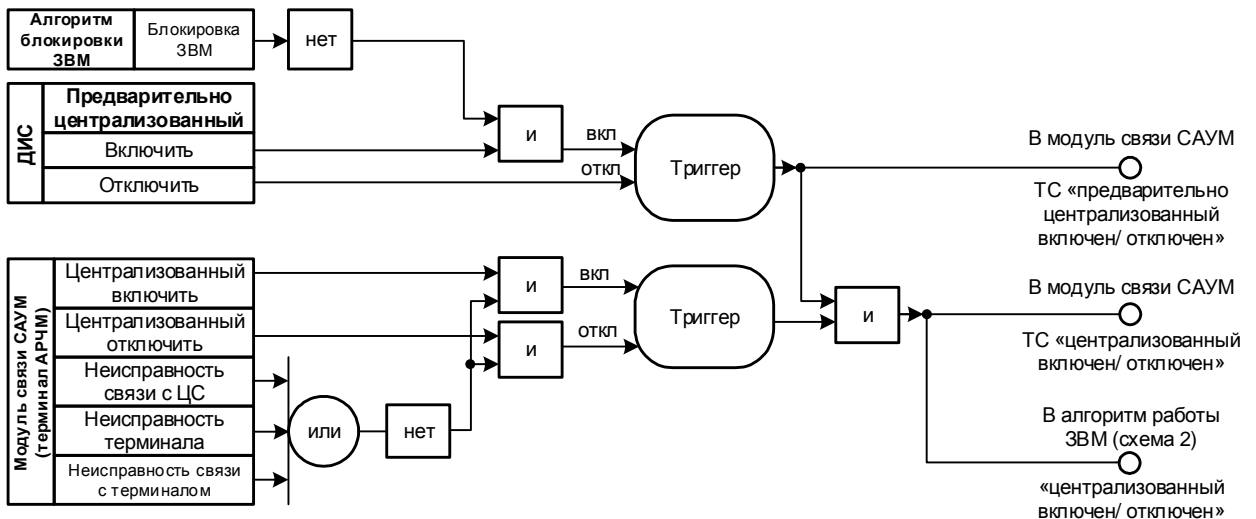 Алгоритм
блокировки
ЗВМ
Блокировка
ЗВМ
нет
ДИС
Предварительно
централизованный
Включить
Отключить
и
вкл
откл
Триггер
В модуль связи САУМ
ТС «предварительно
централизованный
включен/ отключен»
Модуль связи САУМ
(терминал АРЧМ)
Централизованный
включить
Централизованный
отключить
Неисправность
связи с ЦС
Неисправность
терминала
Неисправность связи
с терминалом
или
нет
и
и
вкл
откл
Триггер
и
В модуль связи САУМ
ТС «централизованный
включен/ отключен»
В алгоритм работы
ЗВМ (схема 2)
«централизованный
включен/ отключен»